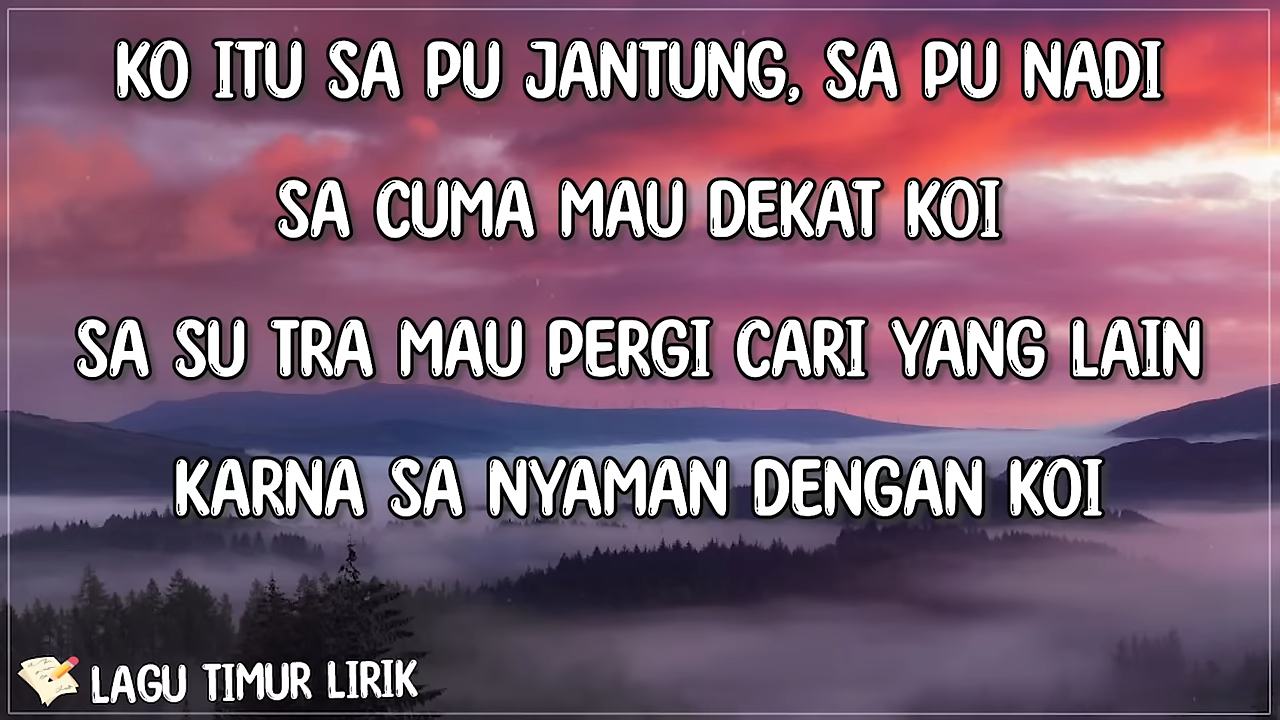 KO ITU SA PU JANTUNG, SA PU NADI
SA CUMA MAU DEKAT KOI
SA SU TRA MAU PERGI CARI YANG LAIN
KARNA SA NYAMAN DENGAN KOI
LAGU TIMUR LIRIK